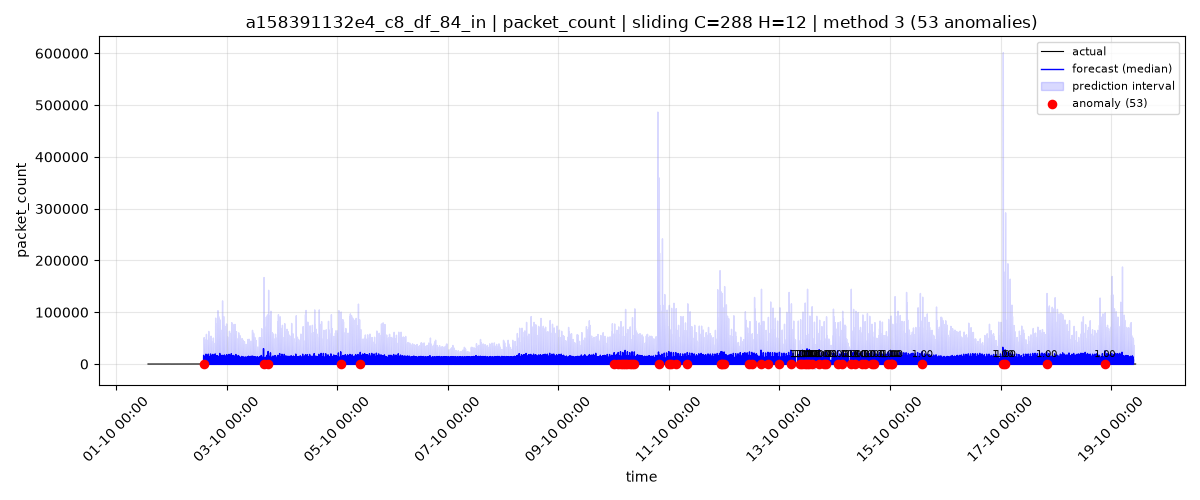 a158391132e4_c8_df_84_in | packet_count | sliding C=288 H=12 | method 3 (53 anomalies)
actual
forecast (median)
prediction interval
anomaly (53)
packet_count
600000
500000
400000
300000
200000
100000
0
1.00
1.00
1.00
01-10 00:00
03-10 00:00
05-10 00:00
07-10 00:00
09-10 00:00
11-10 00:00
13-10 00:00
15-10 00:00
17-10 00:00
19-10 00:00
time